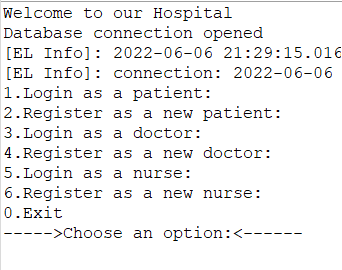 Welcome to our Hospital
Database connection opened
[EL Info]: 2022-06-06 21:29:15.016
[EL Info]: connection: 2022-06-06
1.Login as a patient:
2.Register as a new patient:
3.Login as a doctor:
4.Register as a new doctor:
5.Login as a nurse:
6.Register as a new nurse:
0.Exit
----->Choose an option:<------